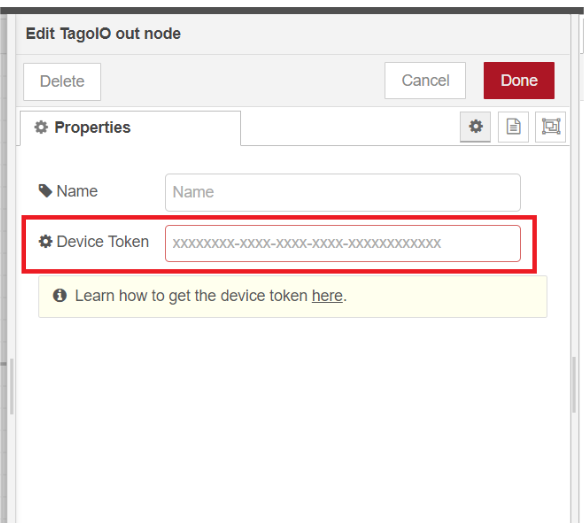 Edit TagoIO out node
Delete
Cancel
Done
Properties
Name
Name
Device Token
xxxxxxxx-xxxx-xxxx-xxxx-xxxxxxxxxxxx
Learn how to get the device token here.